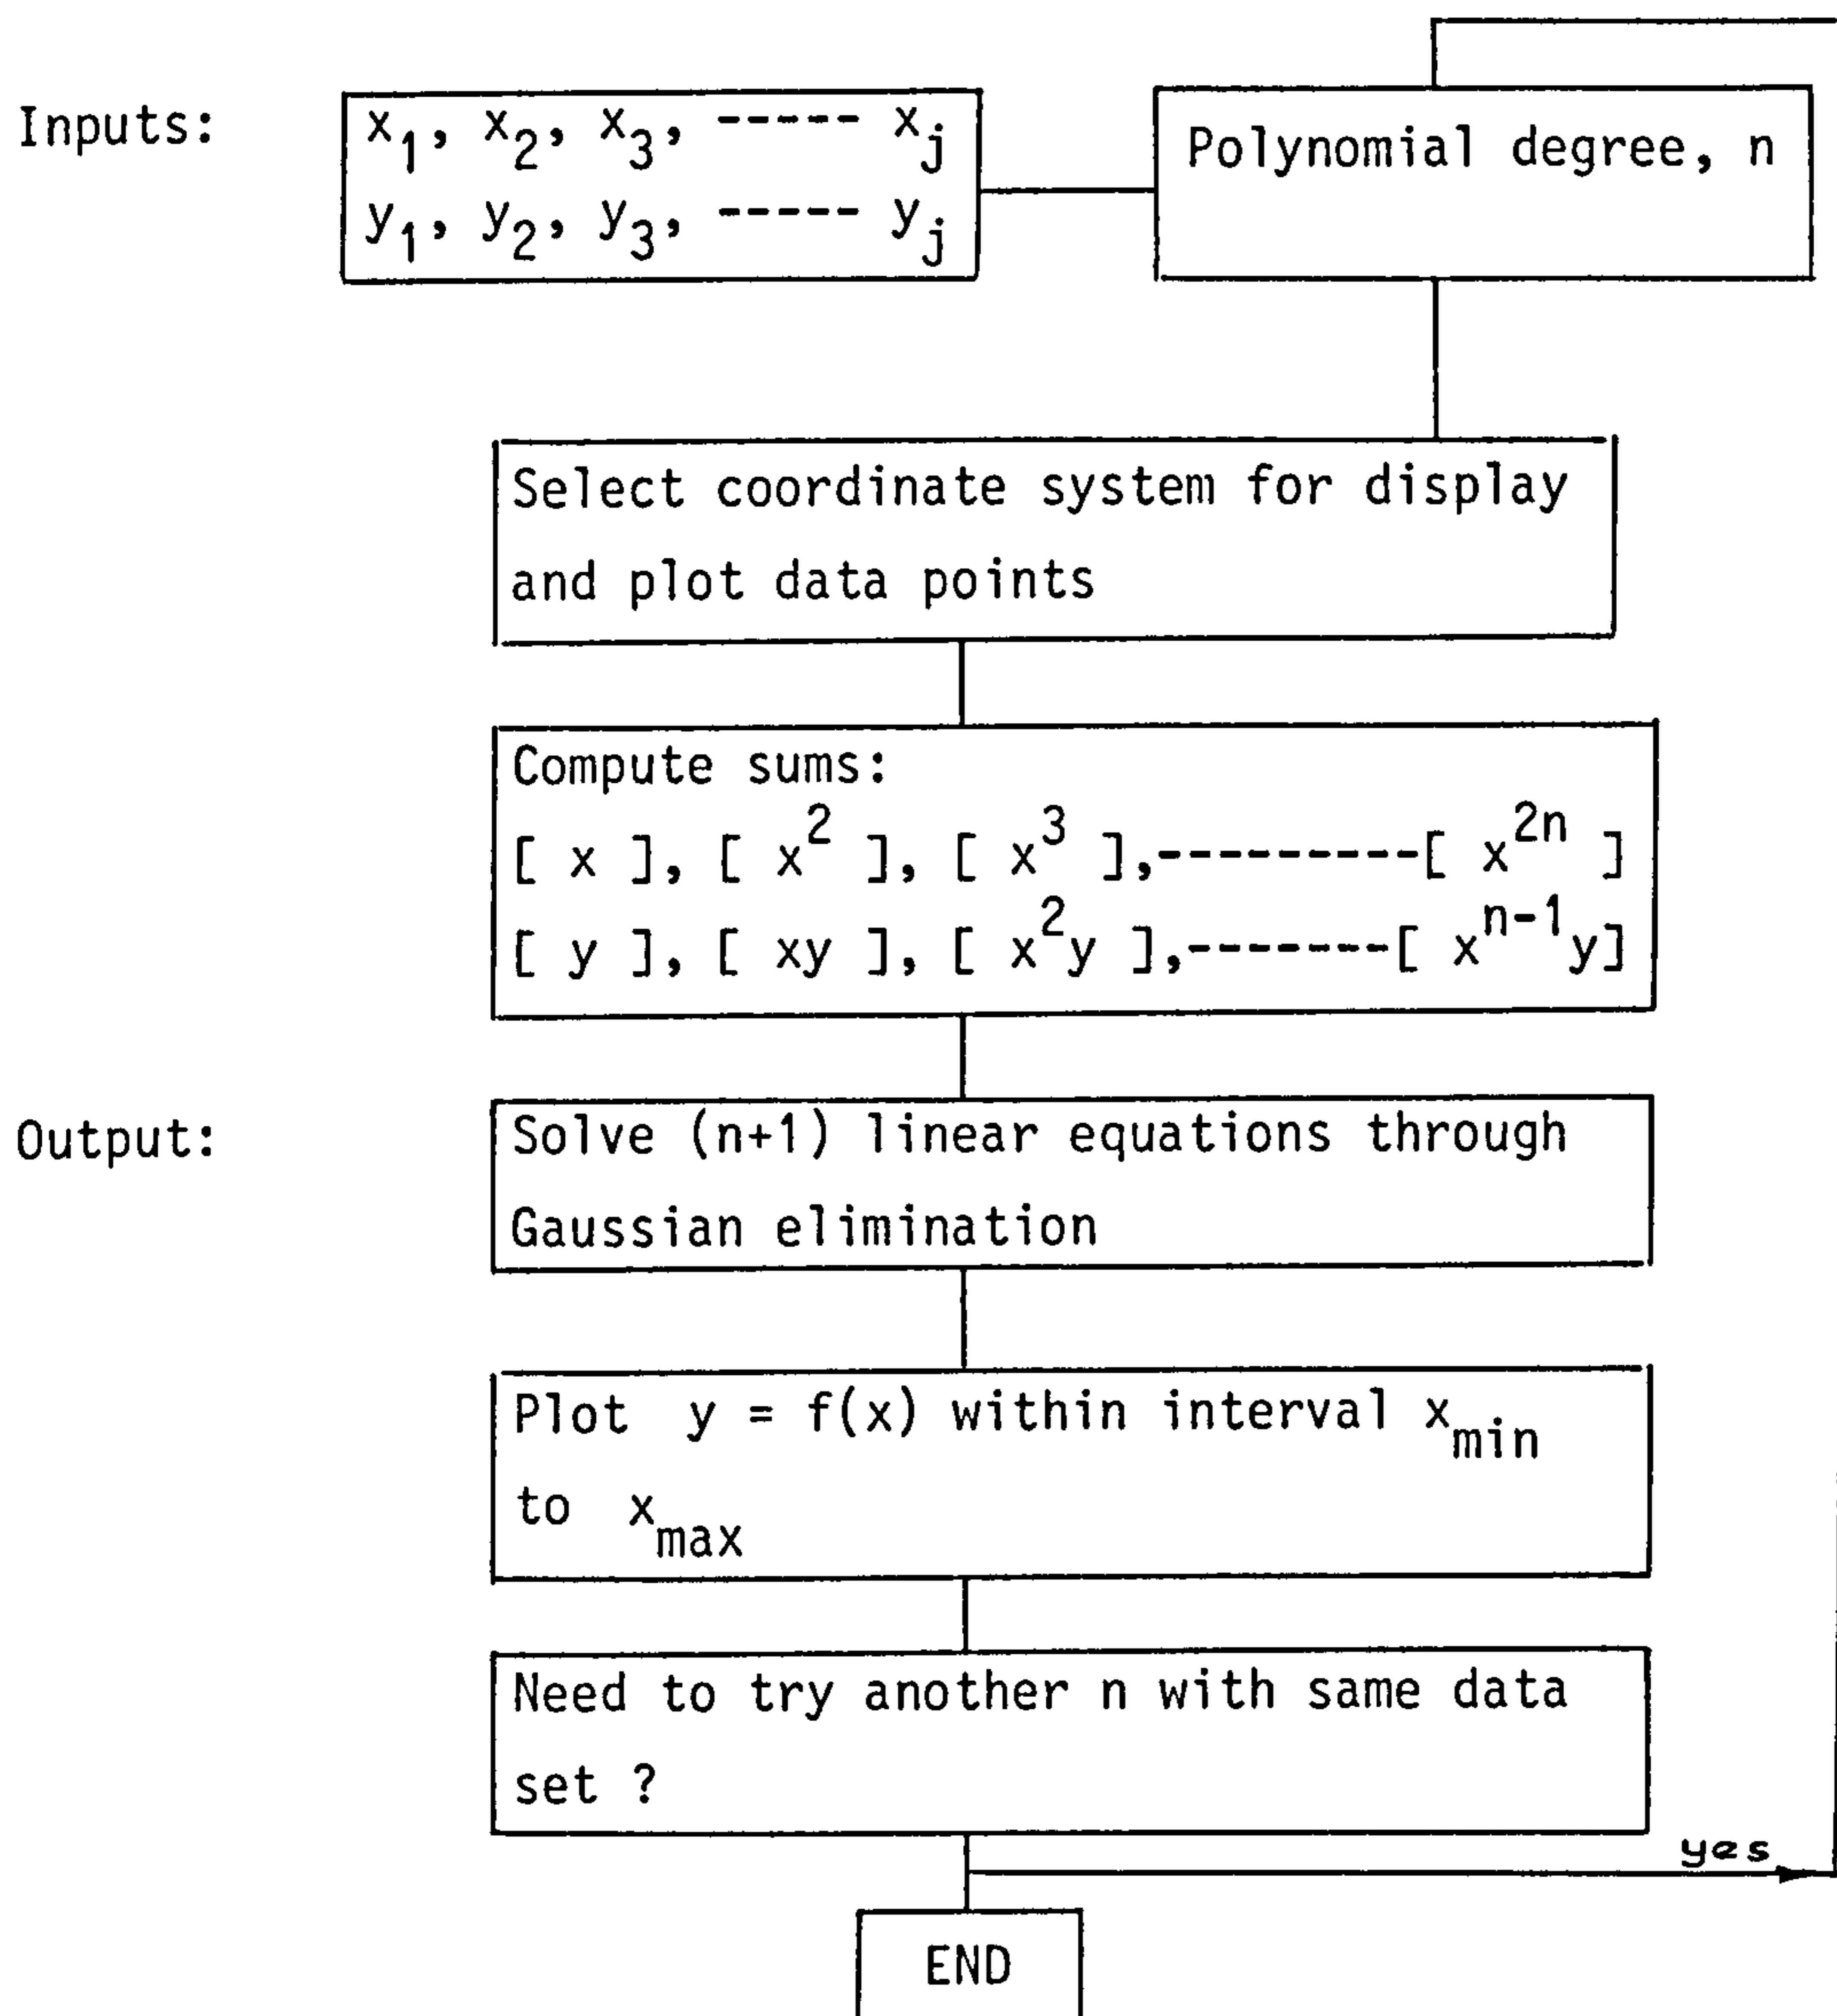 Inputs:
x₁, x₂, x₃, ----- xⱼ
y₁, y₂, y₃, ----- yⱼ
Polynomial degree, n
Select coordinate system for display
and plot data points
Compute sums:
[ x ], [ x² ], [ x³ ],----------[ x²ⁿ ]
[ y ], [ xy ], [ x²y ],--------[ xⁿ⁻¹y]
Output:
Solve (n+1) linear equations through
Gaussian elimination
Plot y = f(x) within interval x_min
to x_max
Need to try another n with same data
set ?
yes
END